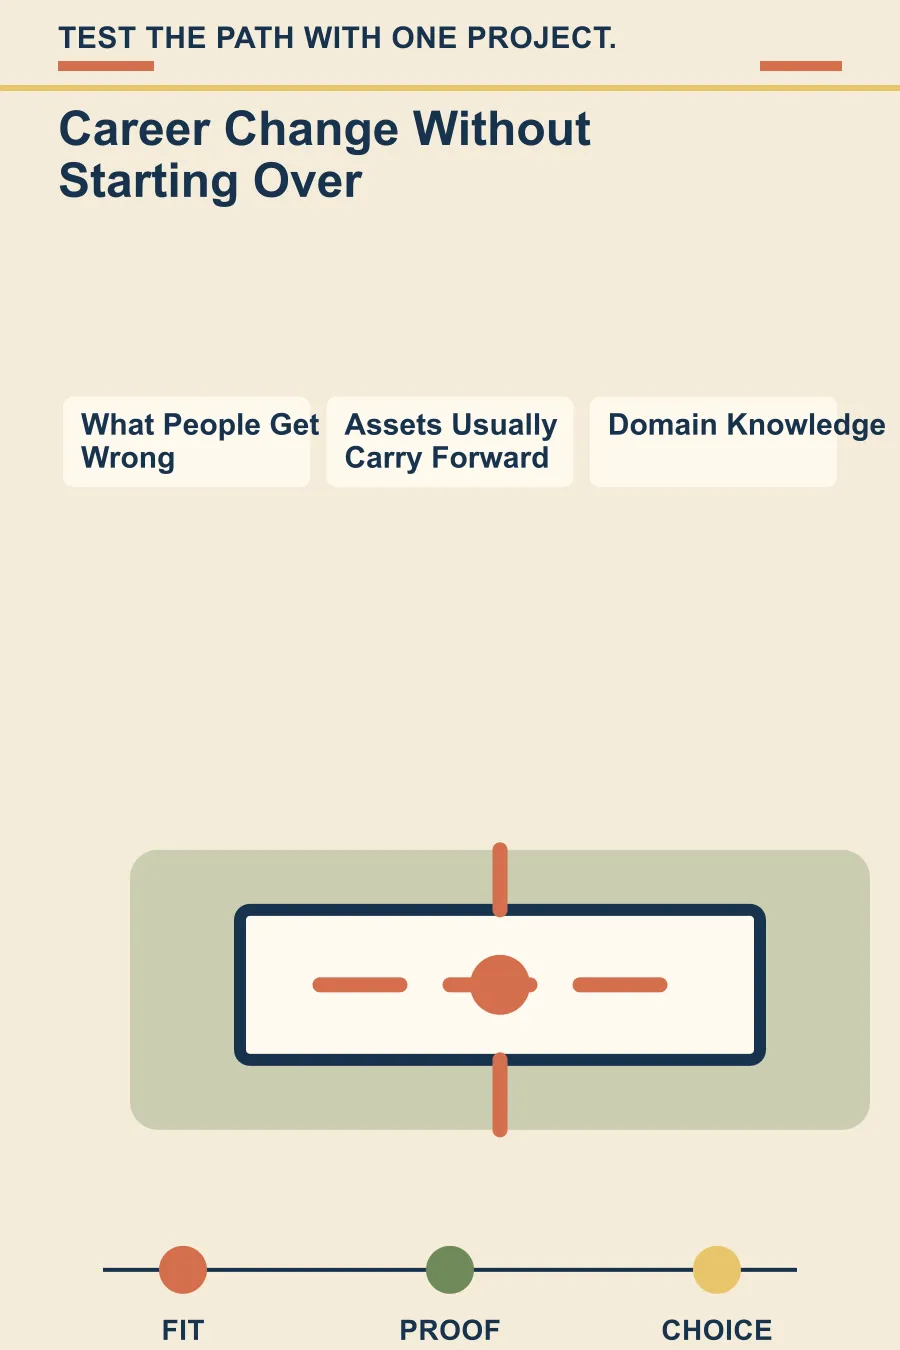 TEST THE PATH WITH ONE PROJECT.
Career Change Without
Starting Over
What People Get
Wrong
Assets Usually
Carry Forward
Domain Knowledge
FIT
PROOF
CHOICE